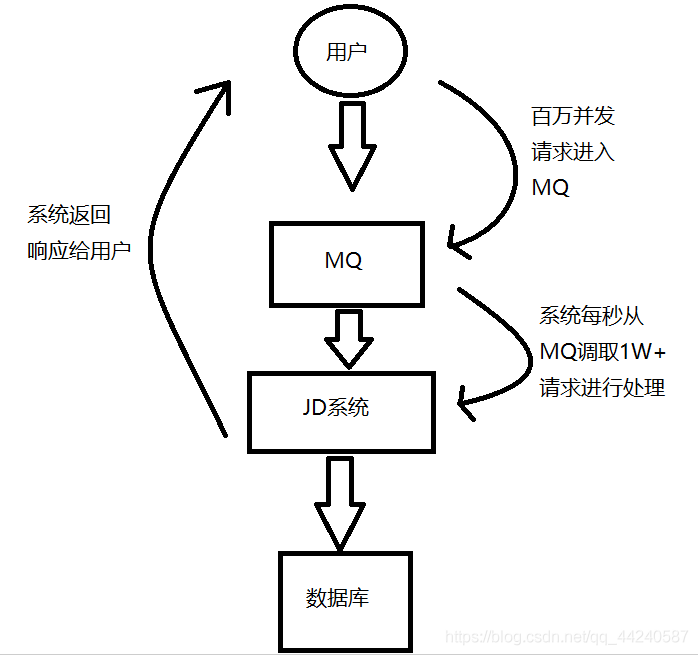 用户
百万并发
请求进入
MQ
系统返回
响应给用户
MQ
系统每秒从
MQ调取1W+
请求进行处理
JD系统
数据库
https://blog.csdn.net/qq_44240587